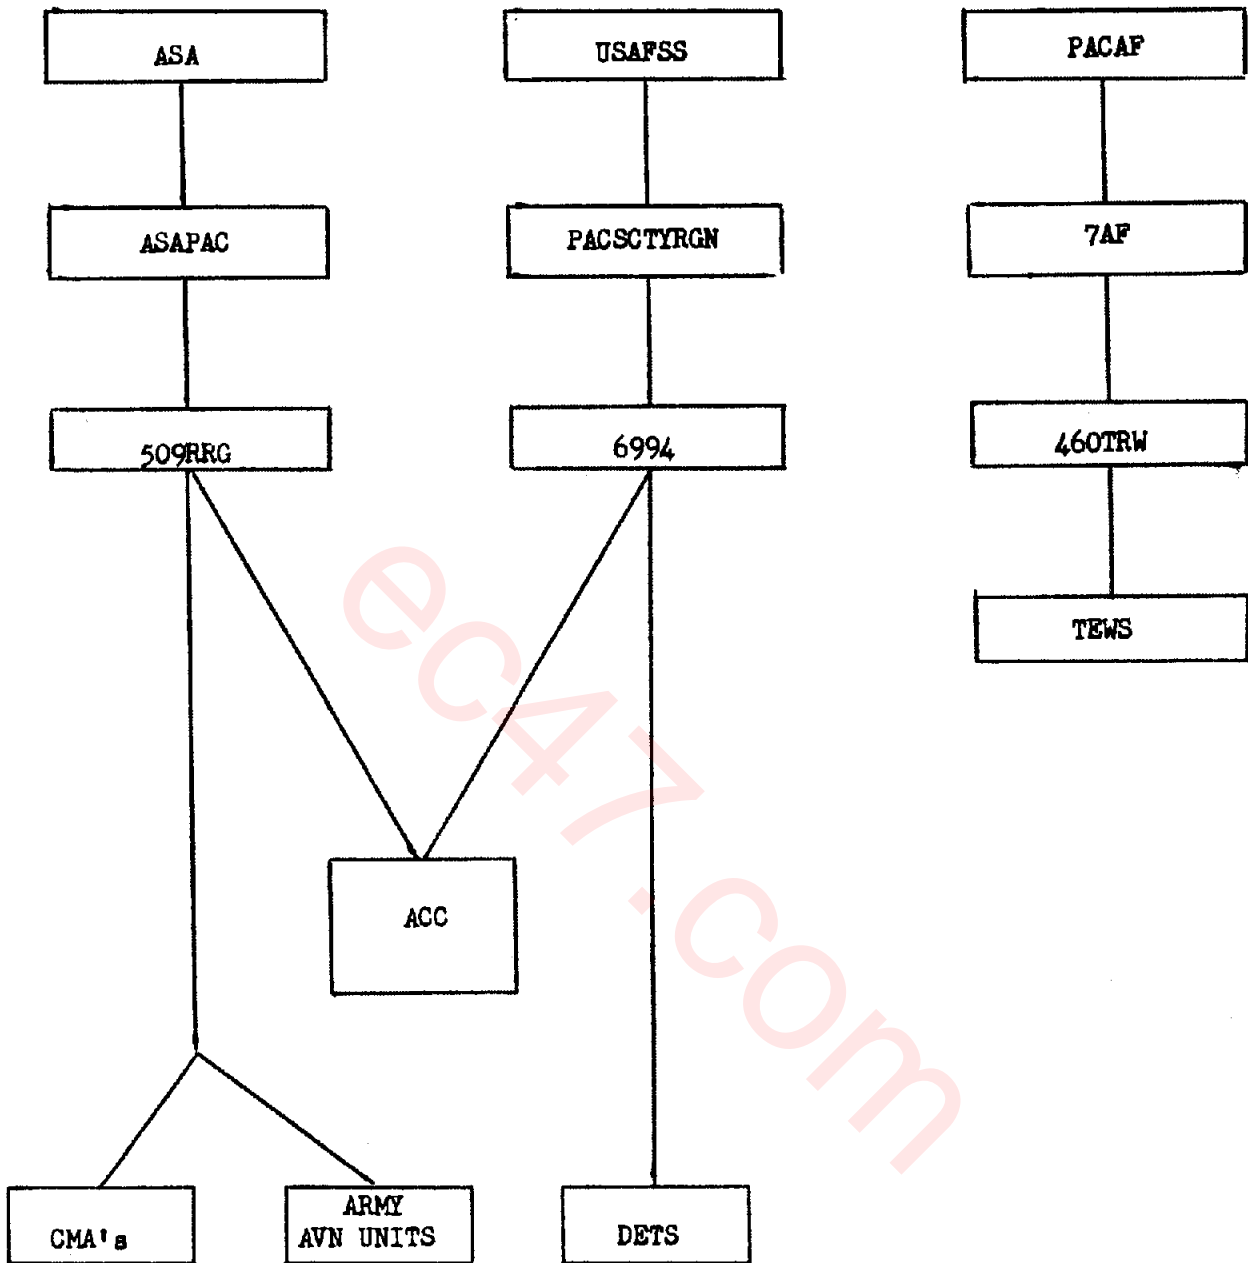 ASA
USAFSS
PACAF
ASAPAC
PACSCTYRGN
7AF
509RRG
6994
460TRW
TEWS
ACC
CMA's
ARMY
AVN UNITS
DETS
ec47.com